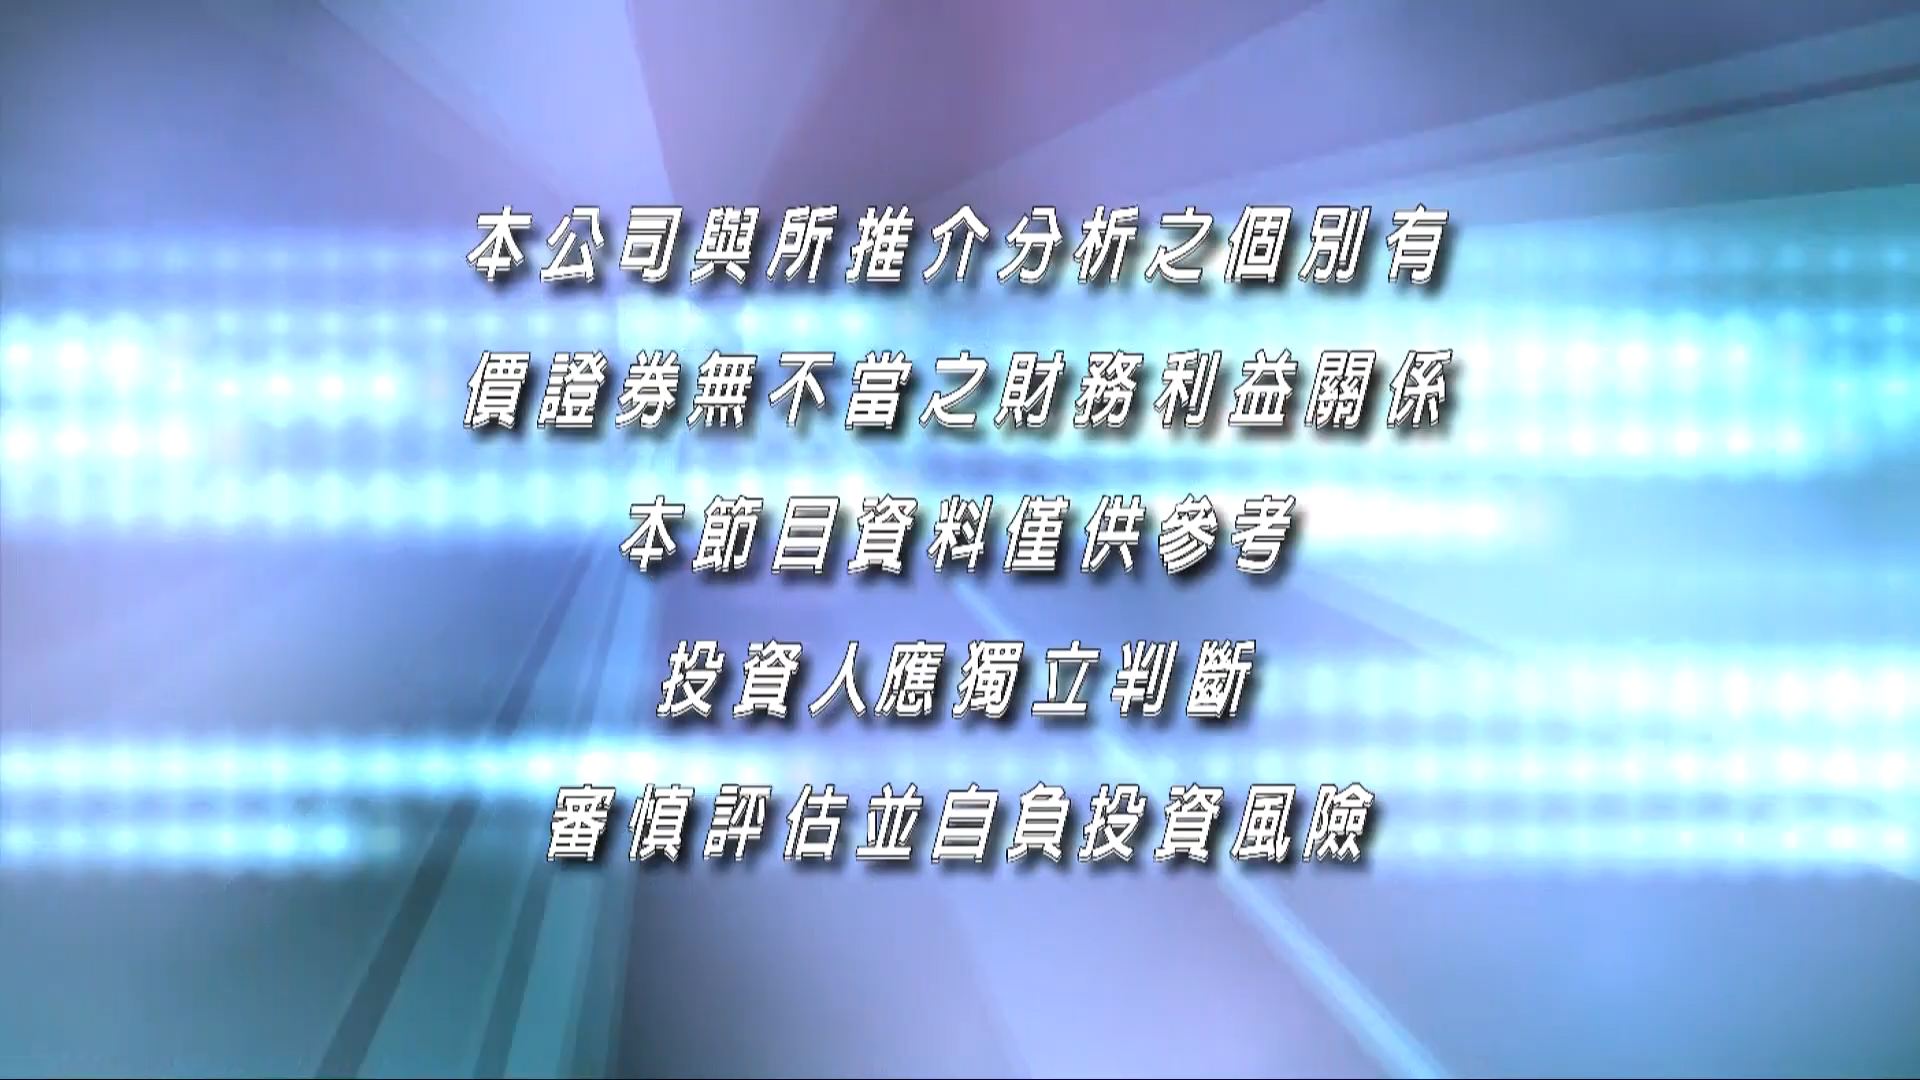 本公司與所推介分析之個別有
價證券無不當之財務利益關係
本節目資料僅供參考
投資人應獨立判斷
審慎評估並自負投資風險